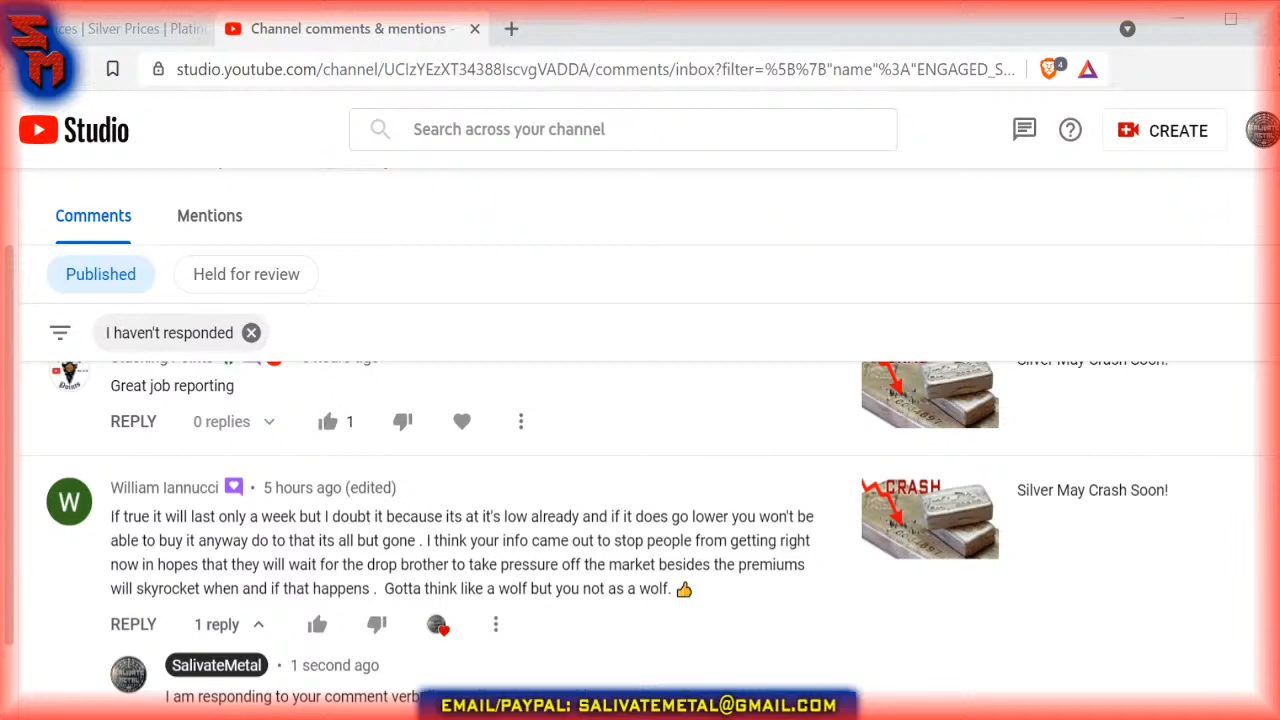 SM
ces | Silver Prices | Platin
Channel comments & mentions -
studio.youtube.com/channel/UCIzYEzXT34388IscvgVADDA/comments/inbox?filter=%5B%7B"name"%3A"ENGAGED_S...
4
Studio
Search across your channel
CREATE
Comments
Mentions
Published
Held for review
I haven't responded
Silver May Crash Soon!
Great job reporting
REPLY
0 replies
1
William Iannucci • 5 hours ago (edited)
CRASH
Silver May Crash Soon!
If true it will last only a week but I doubt it because its at it's low already and if it does go lower you won't be
able to buy it anyway do to that its all but gone . I think your info came out to stop people from getting right
now in hopes that they will wait for the drop brother to take pressure off the market besides the premiums
will skyrocket when and if that happens . Gotta think like a wolf but you not as a wolf. 👍
W
REPLY
1 reply
SalivateMetal • 1 second ago
I am responding to your comment verb
EMAIL/PAYPAL: SALIVATEMETAL@GMAIL.COM